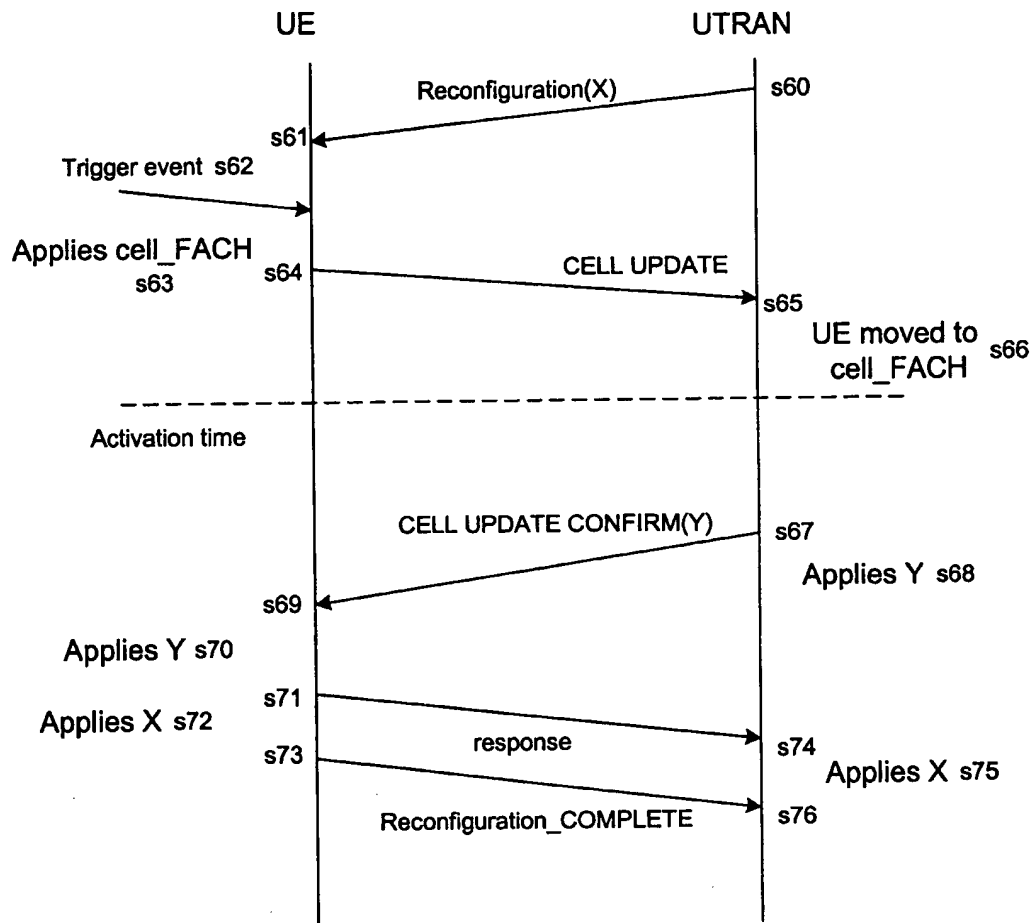 UE UTRAN
Reconfiguration(X) s60
s61
Trigger event s62
Applies cell_FACH s64 CELL UPDATE
s63 s65
UE moved to s66
cell_FACH
Activation time
CELL UPDATE CONFIRM(Y) s67
Applies Y s68
s69
Applies Y s70
s71
Applies X s72
response s74
s73
Applies X s75
Reconfiguration_COMPLETE s76